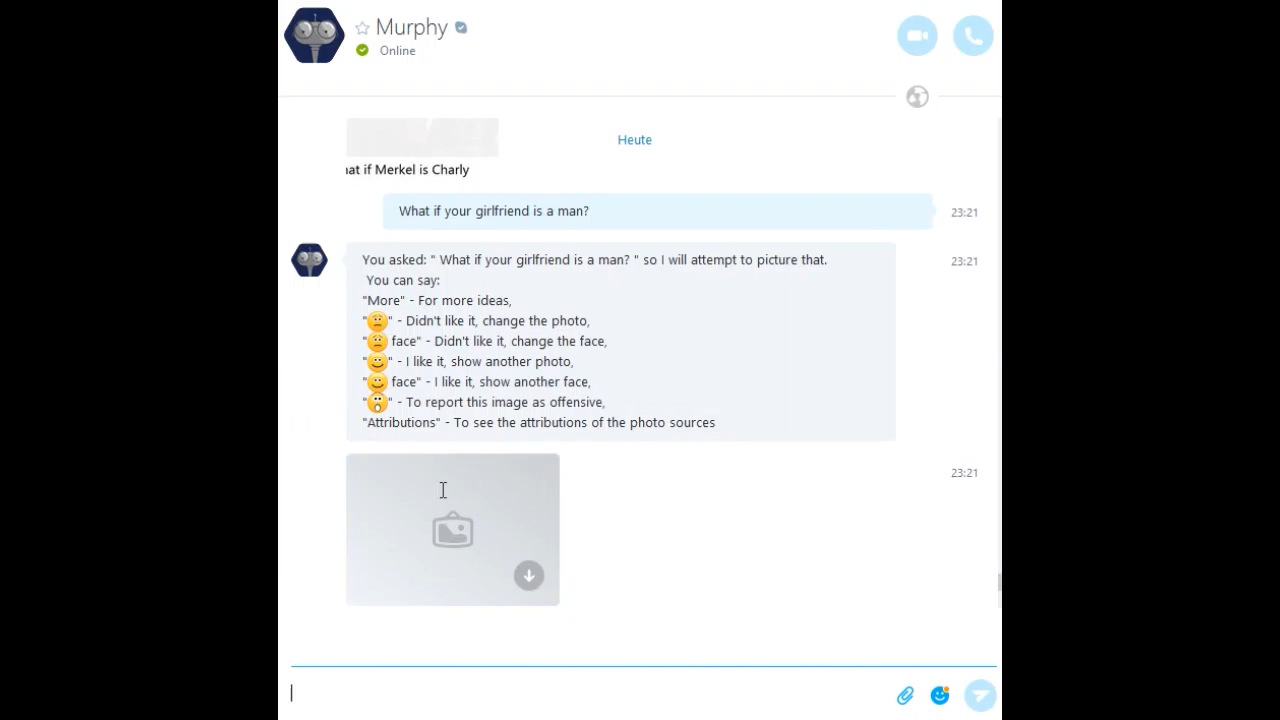 Murphy
Online
Heute
at if Merkel is Charly
What if your girlfriend is a man?
23:21
You asked: " What if your girlfriend is a man? " so I will attempt to picture that.
23:21
You can say:
"More" - For more ideas,
"😟" - Didn't like it, change the photo,
"😟 face" - Didn't like it, change the face,
"😊" - I like it, show another photo,
"😊 face" - I like it, show another face,
"😮" - To report this image as offensive,
"Attributions" - To see the attributions of the photo sources
23:21